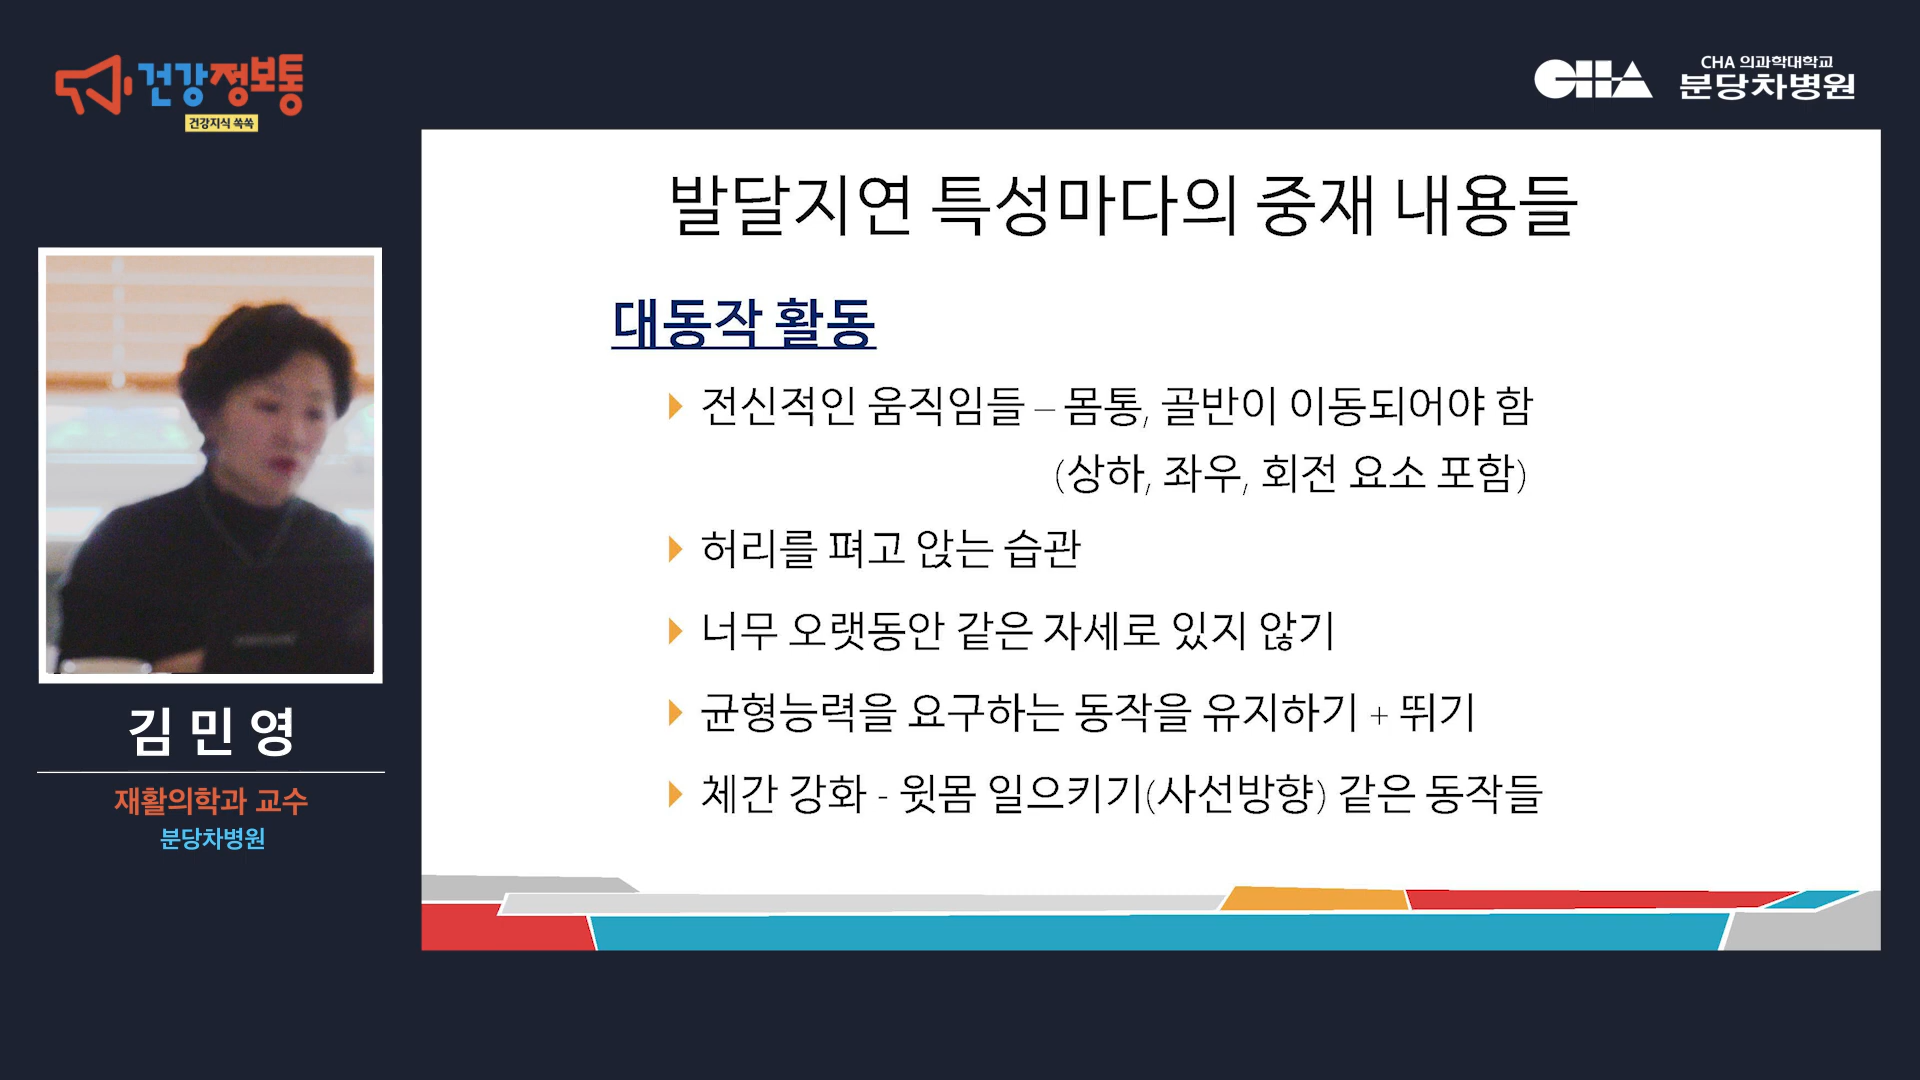 건강정보통
건강지식 쏙쏙
CHA
CHA 의과학대학교
분당차병원
발달지연 특성마다의 중재 내용들
대동작 활동
전신적인 움직임들 – 몸통, 골반이 이동되어야 함
(상하, 좌우, 회전 요소 포함)
허리를 펴고 앉는 습관
너무 오랫동안 같은 자세로 있지 않기
균형능력을 요구하는 동작을 유지하기 + 뛰기
체간 강화 - 윗몸 일으키기(사선방향) 같은 동작들
김민영
재활의학과 교수
분당차병원